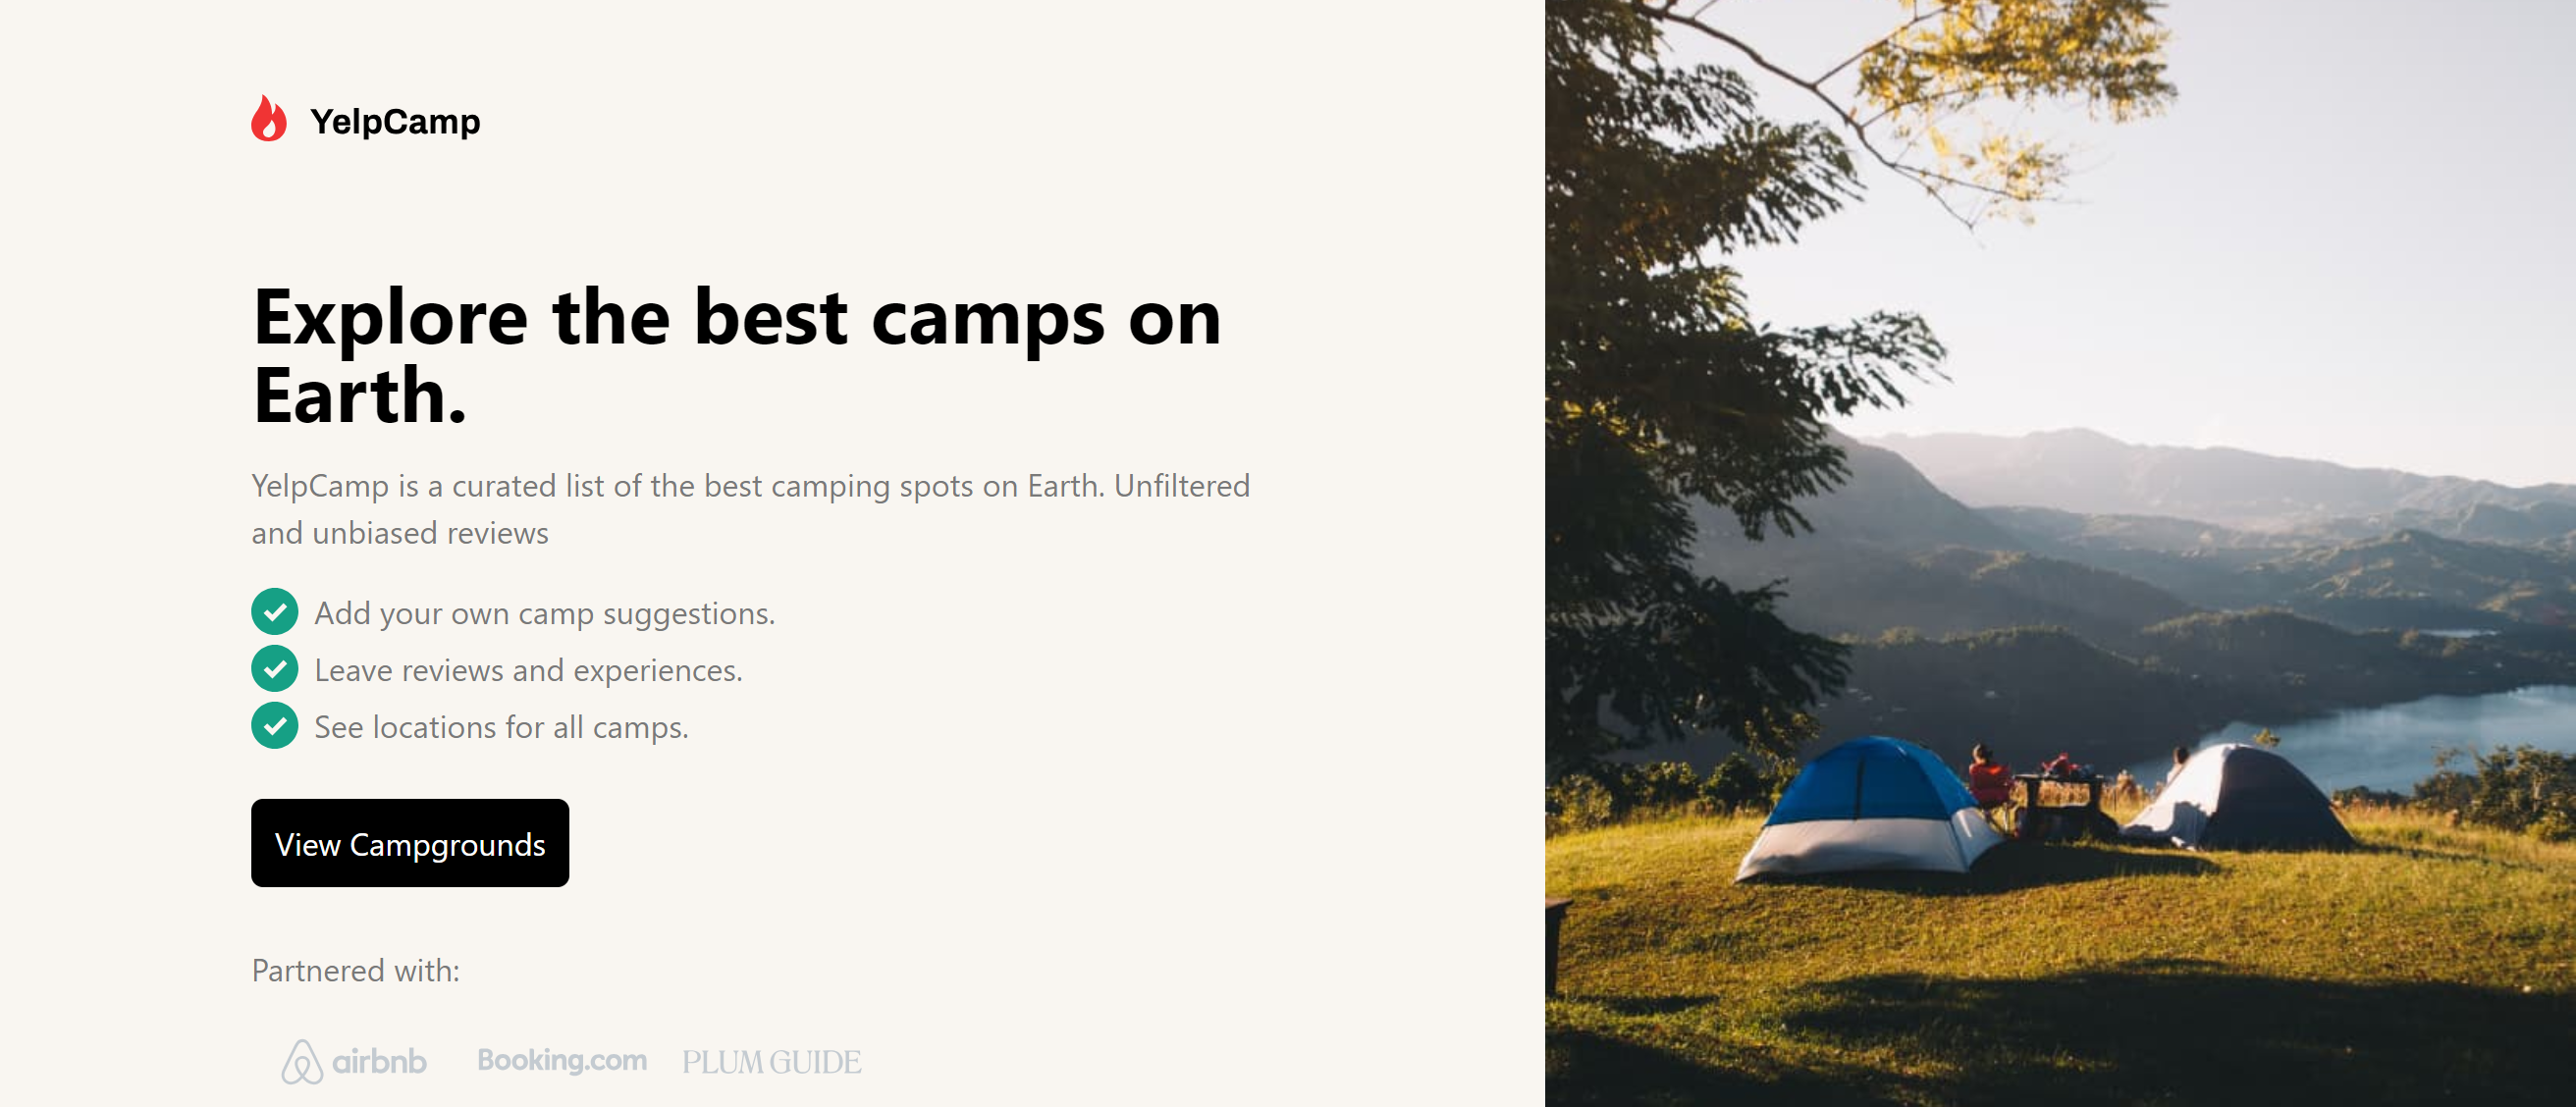 YelpCamp
Explore the best camps on
Earth.
YelpCamp is a curated list of the best camping spots on Earth. Unfiltered
and unbiased reviews
Add your own camp suggestions.
Leave reviews and experiences.
See locations for all camps.
View Campgrounds
Partnered with:
airbnb Booking.com PLUM GUIDE